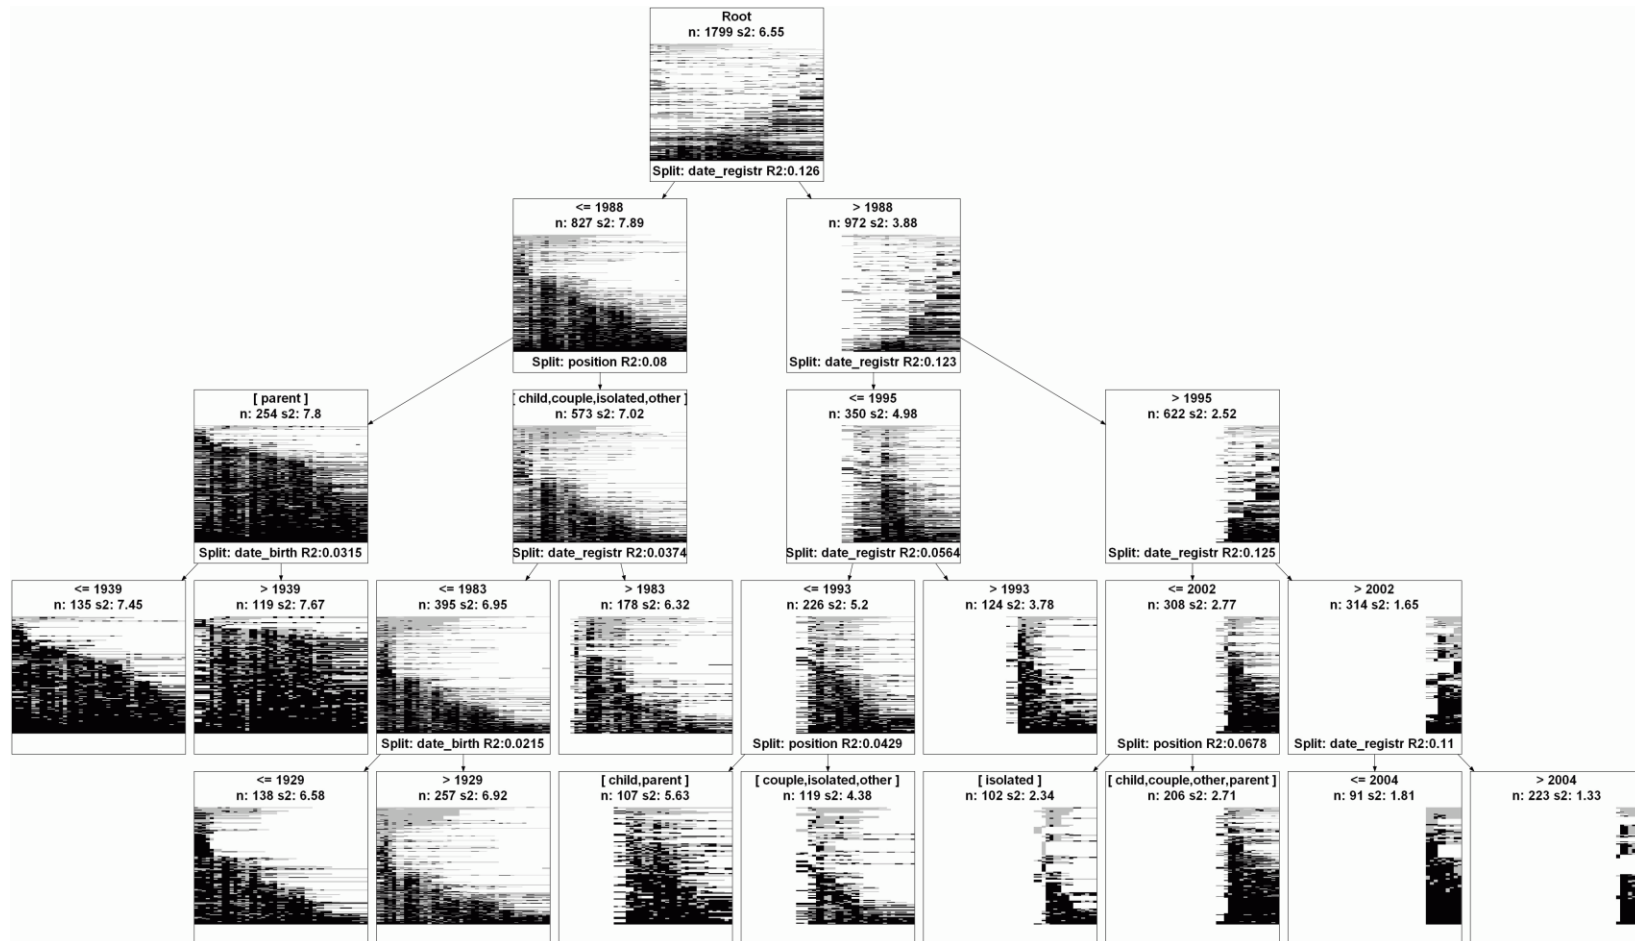 Root
n: 1799 s2: 6.55
Split: date_registr R2:0.126
<= 1988
n: 827 s2: 7.89
Split: position R2:0.08
> 1988
n: 972 s2: 3.88
Split: date_registr R2:0.123
[ parent ]
n: 254 s2: 7.8
Split: date_birth R2:0.0315
[ child,couple,isolated,other ]
n: 573 s2: 7.02
Split: date_registr R2:0.0374
<= 1995
n: 350 s2: 4.98
Split: date_registr R2:0.0564
> 1995
n: 622 s2: 2.52
Split: date_registr R2:0.125
<= 1939
n: 135 s2: 7.45
> 1939
n: 119 s2: 7.67
<= 1983
n: 395 s2: 6.95
Split: date_birth R2:0.0215
> 1983
n: 178 s2: 6.32
<= 1993
n: 226 s2: 5.2
Split: position R2:0.0429
> 1993
n: 124 s2: 3.78
<= 2002
n: 308 s2: 2.77
Split: position R2:0.0678
> 2002
n: 314 s2: 1.65
Split: date_registr R2:0.11
<= 1929
n: 138 s2: 6.58
> 1929
n: 257 s2: 6.92
[ child,parent ]
n: 107 s2: 5.63
[ couple,isolated,other ]
n: 119 s2: 4.38
[ isolated ]
n: 102 s2: 2.34
[ child,couple,other,parent ]
n: 206 s2: 2.71
<= 2004
n: 91 s2: 1.81
> 2004
n: 223 s2: 1.33